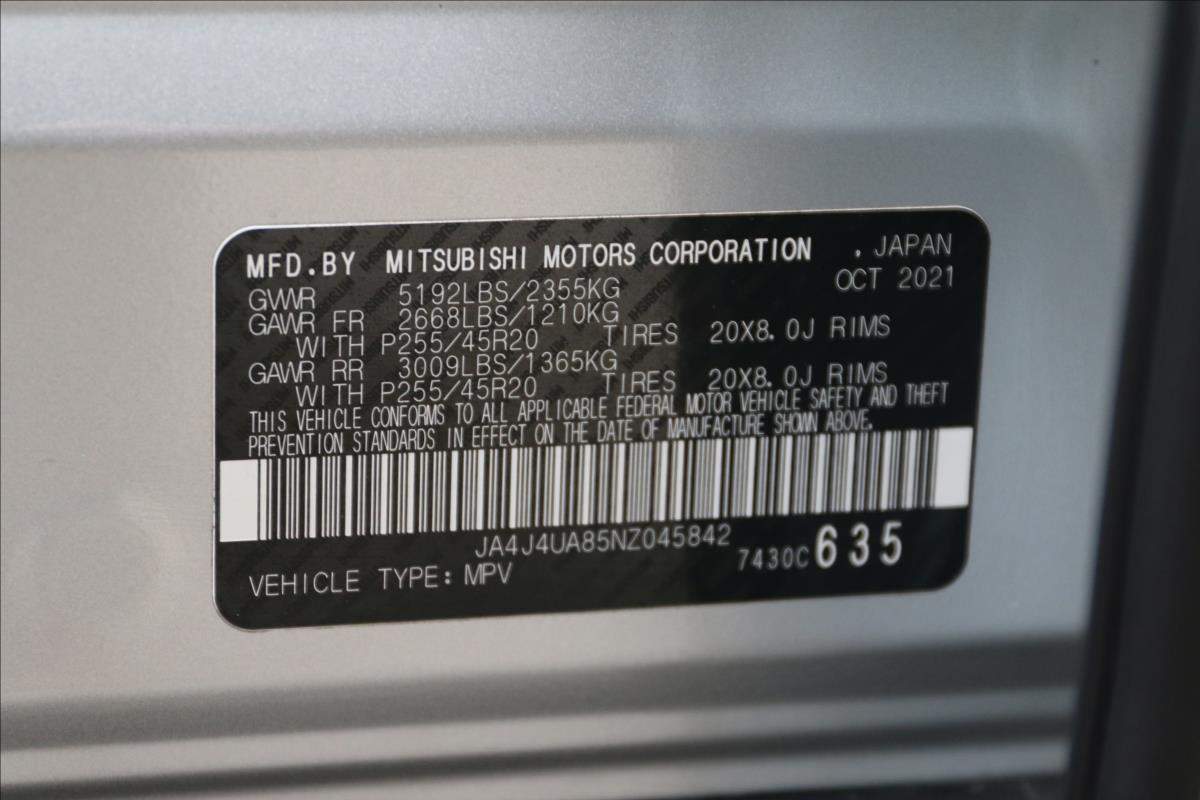 MFD.BY MITSUBISHI MOTORS CORPORATION . JAPAN
OCT 2021
GVWR 5192LBS/2355KG
GAWR FR 2668LBS/1210KG
WITH P255/45R20 TIRES 20X8.0J RIMS
GAWR RR 3009LBS/1365KG
WITH P255/45R20 TIRES 20X8.0J RIMS
THIS VEHICLE CONFORMS TO ALL APPLICABLE FEDERAL MOTOR VEHICLE SAFETY AND THEFT
PREVENTION STANDARDS IN EFFECT ON THE DATE OF MANUFACTURE SHOWN ABOVE.
JA4J4UA85NZ045842
7430C 635
VEHICLE TYPE: MPV